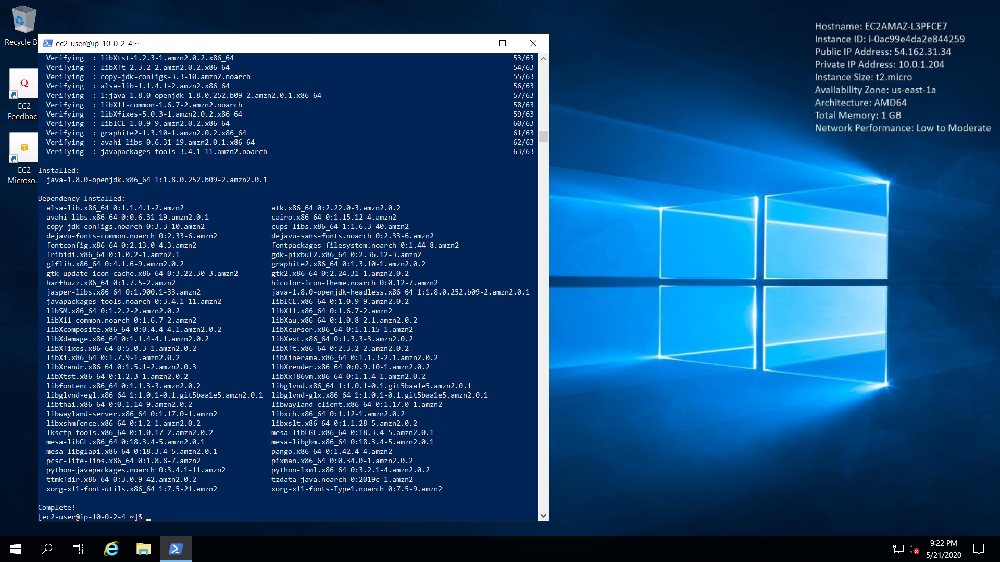 Recycle B
EC2
Feedbac
EC2
Microso..
ec2-user@ip-10-0-2-4:~
Verifying  : libXtst-1.2.3-1.amzn2.0.2.x86_64 53/63
Verifying  : libXft-2.3.2-2.amzn2.0.2.x86_64 54/63
Verifying  : copy-jdk-configs-3.3-10.amzn2.noarch 55/63
Verifying  : alsa-lib-1.1.4.1-2.amzn2.x86_64 56/63
Verifying  : 1:java-1.8.0-openjdk-1.8.0.252.b09-2.amzn2.0.1.x86_64 57/63
Verifying  : libX11-common-1.6.7-2.amzn2.noarch 58/63
Verifying  : libXfixes-5.0.3-1.amzn2.0.2.x86_64 59/63
Verifying  : libICE-1.0.9-9.amzn2.0.2.x86_64 60/63
Verifying  : graphite2-1.3.10-1.amzn2.0.2.x86_64 61/63
Verifying  : avahi-libs-0.6.31-19.amzn2.0.1.x86_64 62/63
Verifying  : javapackages-tools-3.4.1-11.amzn2.noarch 63/63
Installed:
java-1.8.0-openjdk.x86_64 1:1.8.0.252.b09-2.amzn2.0.1
Dependency Installed:
alsa-lib.x86_64 0:1.1.4.1-2.amzn2 atk.x86_64 0:2.22.0-3.amzn2.0.2
avahi-libs.x86_64 0:0.6.31-19.amzn2.0.1 cairo.x86_64 0:1.15.12-4.amzn2
copy-jdk-configs.noarch 0:3.3-10.amzn2 cups-libs.x86_64 1:1.6.3-40.amzn2
dejavu-fonts-common.noarch 0:2.33-6.amzn2 dejavu-sans-fonts.noarch 0:2.33-6.amzn2
fontconfig.x86_64 0:2.13.0-4.3.amzn2 fontpackages-filesystem.noarch 0:1.44-8.amzn2
fribidi.x86_64 0:1.0.2-1.amzn2.1 gdk-pixbuf2.x86_64 0:2.36.12-3.amzn2
giflib.x86_64 0:4.1.6-9.amzn2.0.2 graphite2.x86_64 0:1.3.10-1.amzn2.0.2
gtk-update-icon-cache.x86_64 0:3.22.30-3.amzn2 gtk2.x86_64 0:2.24.31-1.amzn2.0.2
harfbuzz.x86_64 0:1.7.5-2.amzn2 hicolor-icon-theme.noarch 0:0.12-7.amzn2
jasper-libs.x86_64 0:1.900.1-33.amzn2 java-1.8.0-openjdk-headless.x86_64 1:1.8.0.252.b09-2.amzn2.0.1
javapackages-tools.noarch 0:3.4.1-11.amzn2 libICE.x86_64 0:1.0.9-9.amzn2.0.2
libSM.x86_64 0:1.2.2-2.amzn2.0.2 libX11.x86_64 0:1.6.7-2.amzn2
libX11-common.noarch 0:1.6.7-2.amzn2 libXau.x86_64 0:1.0.8-2.1.amzn2.0.2
libXcomposite.x86_64 0:0.4.4-4.1.amzn2.0.2 libXcursor.x86_64 0:1.1.15-1.amzn2
libXdamage.x86_64 0:1.1.4-4.1.amzn2.0.2 libXext.x86_64 0:1.3.3-3.amzn2.0.2
libXfixes.x86_64 0:5.0.3-1.amzn2.0.2 libXft.x86_64 0:2.3.2-2.amzn2.0.2
libXi.x86_64 0:1.7.9-1.amzn2.0.2 libXinerama.x86_64 0:1.1.3-2.1.amzn2.0.2
libXrandr.x86_64 0:1.5.1-2.amzn2.0.3 libXrender.x86_64 0:0.9.10-1.amzn2.0.2
libXtst.x86_64 0:1.2.3-1.amzn2.0.2 libXxf86vm.x86_64 0:1.1.4-1.amzn2.0.2
libfontenc.x86_64 0:1.1.3-3.amzn2.0.2 libglvnd.x86_64 1:1.0.1-0.1.git5baa1e5.amzn2.0.1
libglvnd-egl.x86_64 1:1.0.1-0.1.git5baa1e5.amzn2.0.1 libglvnd-glx.x86_64 1:1.0.1-0.1.git5baa1e5.amzn2.0.1
libthai.x86_64 0:0.1.14-9.amzn2.0.2 libwayland-client.x86_64 0:1.17.0-1.amzn2
libwayland-server.x86_64 0:1.17.0-1.amzn2 libxcb.x86_64 0:1.12-1.amzn2.0.2
libxshmfence.x86_64 0:1.2-1.amzn2.0.2 libxslt.x86_64 0:1.1.28-5.amzn2.0.2
lksctp-tools.x86_64 0:1.0.17-2.amzn2.0.2 mesa-libEGL.x86_64 0:18.3.4-5.amzn2.0.1
mesa-libGL.x86_64 0:18.3.4-5.amzn2.0.1 mesa-libgbm.x86_64 0:18.3.4-5.amzn2.0.1
mesa-libglapi.x86_64 0:18.3.4-5.amzn2.0.1 pango.x86_64 0:1.42.4-4.amzn2
pcsc-lite-libs.x86_64 0:1.8.8-7.amzn2 pixman.x86_64 0:0.34.0-1.amzn2.0.2
python-javapackages.noarch 0:3.4.1-11.amzn2 python-lxml.x86_64 0:3.2.1-4.amzn2.0.2
ttmkfdir.x86_64 0:3.0.9-42.amzn2.0.2 tzdata-java.noarch 0:2019c-1.amzn2
xorg-x11-font-utils.x86_64 1:7.5-21.amzn2 xorg-x11-fonts-Type1.noarch 0:7.5-9.amzn2
Complete!
[ec2-user@ip-10-0-2-4 ~]$
Hostname: EC2AMAZ-L3PFCE7
Instance ID: i-0ac99e4da2e844259
Public IP Address: 54.162.31.34
Private IP Address: 10.0.1.204
Instance Size: t2.micro
Availability Zone: us-east-1a
Architecture: AMD64
Total Memory: 1 GB
Network Performance: Low to Moderate
9:22 PM
5/21/2020